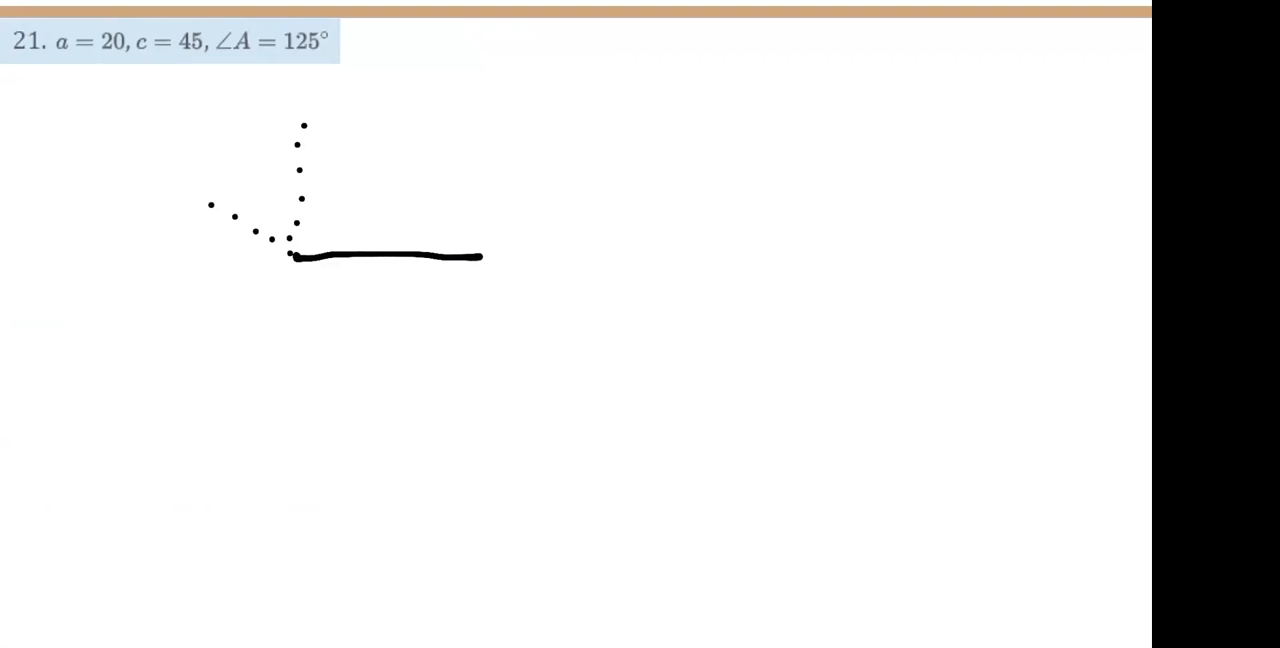 21. a = 20, c = 45, ∠A = 125°